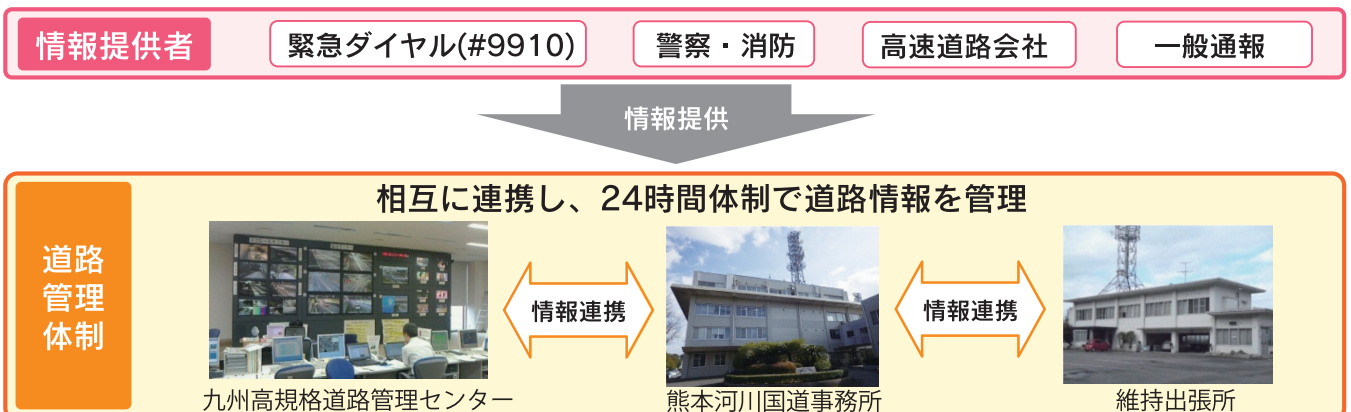 情報提供者
緊急ダイヤル(#9910)
警察・消防
高速道路会社
一般通報
情報提供
相互に連携し、24時間体制で道路情報を管理
道路
管理
体制
情報連携
情報連携
九州高規格道路管理センター
熊本河川国道事務所
維持出張所